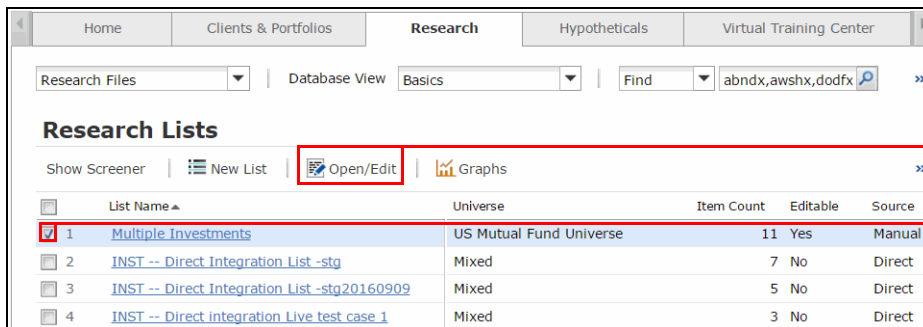 Home Clients & Portfolios Research Hypotheticals Virtual Training Center
Research Files Database View Basics Find abndx,awshx,dodfx »
Research Lists
Show Screener New List Open/Edit Graphs »
List Name Universe Item Count Editable Source
1 Multiple Investments US Mutual Fund Universe 11 Yes Manual
2 INST -- Direct Integration List -stg Mixed 7 No Direct
3 INST -- Direct Integration List -stg20160909 Mixed 5 No Direct
4 INST -- Direct integration Live test case 1 Mixed 3 No Direct